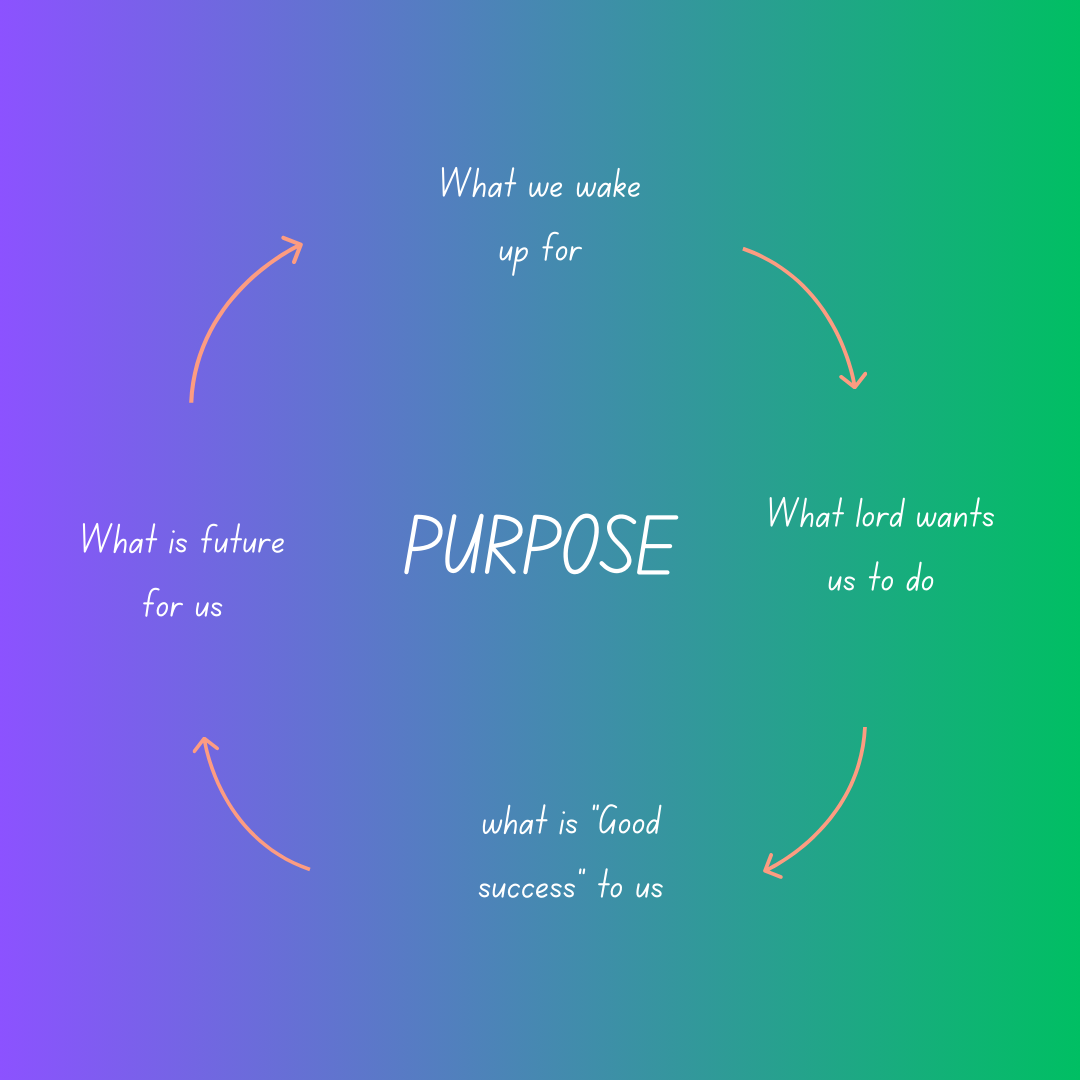 What we wake
up for
What lord wants
us to do
PURPOSE
What is future
for us
what is "Good
success" to us